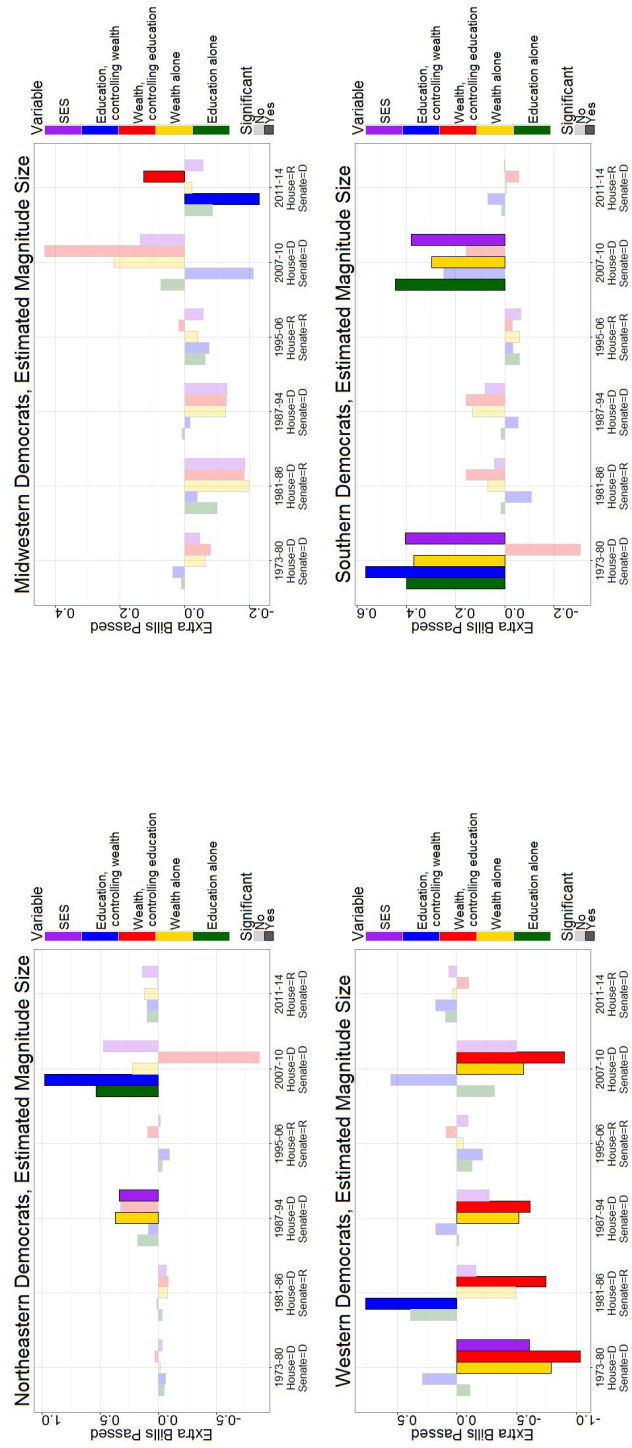 Northeastern Democrats, Estimated Magnitude Size
Extra Bills Passed
1.0
0.5
0.0
-0.5
1973-80
House=D
Senate=D
1981-86
House=D
Senate=R
1987-94
House=D
Senate=D
1995-06
House=R
Senate=R
2007-10
House=D
Senate=D
2011-14
House=R
Senate=D
Variable
SES
Education,
controlling wealth
Wealth,
controlling education
Wealth alone
Education alone
Significant
No
Yes
Midwestern Democrats, Estimated Magnitude Size
Extra Bills Passed
0.4
0.2
0.0
-0.2
1973-80
House=D
Senate=D
1981-86
House=D
Senate=R
1987-94
House=D
Senate=D
1995-06
House=R
Senate=R
2007-10
House=D
Senate=D
2011-14
House=R
Senate=D
Variable
SES
Education,
controlling wealth
Wealth,
controlling education
Wealth alone
Education alone
Significant
No
Yes
Western Democrats, Estimated Magnitude Size
Extra Bills Passed
0.5
0.0
-0.5
-1.0
1973-80
House=D
Senate=D
1981-86
House=D
Senate=R
1987-94
House=D
Senate=D
1995-06
House=R
Senate=R
2007-10
House=D
Senate=D
2011-14
House=R
Senate=D
Variable
SES
Education,
controlling wealth
Wealth,
controlling education
Wealth alone
Education alone
Significant
No
Yes
Southern Democrats, Estimated Magnitude Size
Extra Bills Passed
0.6
0.4
0.2
0.0
-0.2
1973-80
House=D
Senate=D
1981-86
House=D
Senate=R
1987-94
House=D
Senate=D
1995-06
House=R
Senate=R
2007-10
House=D
Senate=D
2011-14
House=R
Senate=D
Variable
SES
Education,
controlling wealth
Wealth,
controlling education
Wealth alone
Education alone
Significant
No
Yes